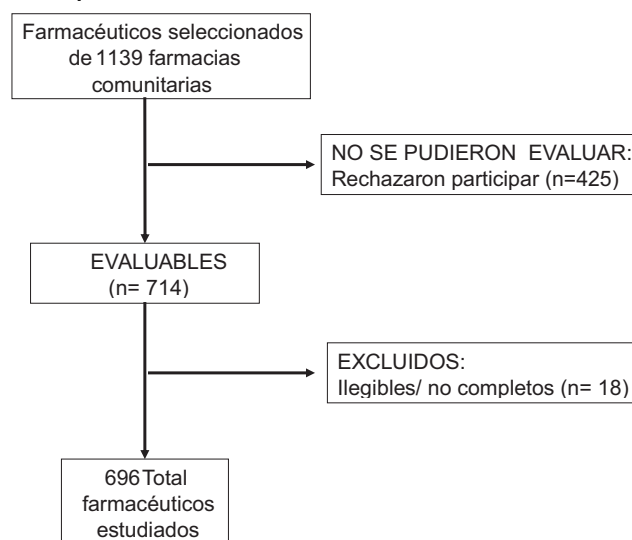 Farmacéuticos seleccionados
de 1139 farmacias
comunitarias
NO SE PUDIERON EVALUAR:
Rechazaron participar (n=425)
EVALUABLES
(n= 714)
EXCLUIDOS:
Ilegibles/ no completos (n= 18)
696 Total
farmacéuticos
estudiados